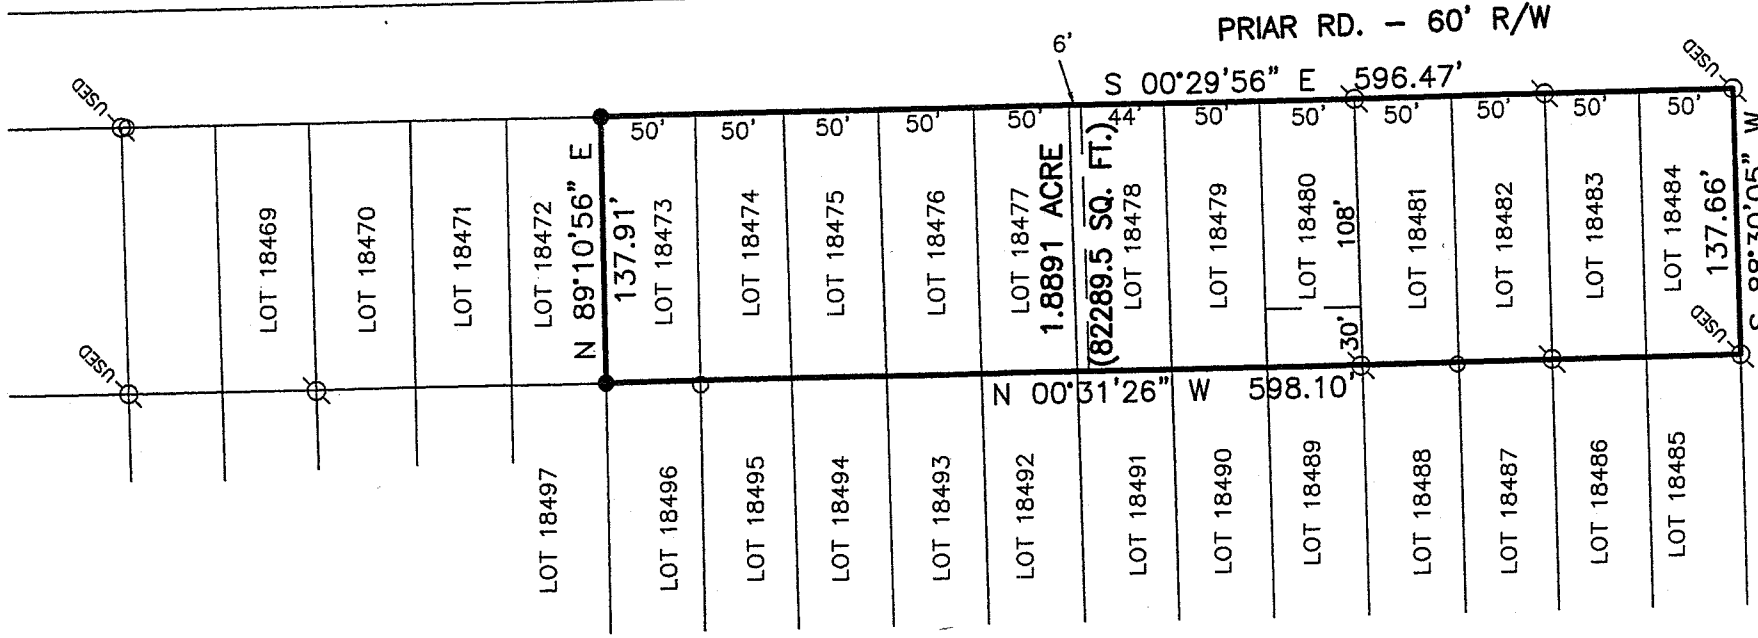 PRIAR RD. - 60' R/W
6'
S 00°29'56" E 596.47'
USED
USED
50'
50'
50'
50'
50'
44'
50'
50'
50'
50'
50'
50'
LOT 18469
LOT 18470
LOT 18471
LOT 18472
N 89°10'56" E
137.91'
LOT 18473
LOT 18474
LOT 18475
LOT 18476
LOT 18477
1.8891 ACRE
(82289.5 SQ. FT.)
LOT 18478
LOT 18479
LOT 18480
108'
30'
LOT 18481
LOT 18482
LOT 18483
LOT 18484
137.66'
S 88°30'05" W
USED
USED
N 00°31'26" W 598.10'
LOT 18497
LOT 18496
LOT 18495
LOT 18494
LOT 18493
LOT 18492
LOT 18491
LOT 18490
LOT 18489
LOT 18488
LOT 18487
LOT 18486
LOT 18485